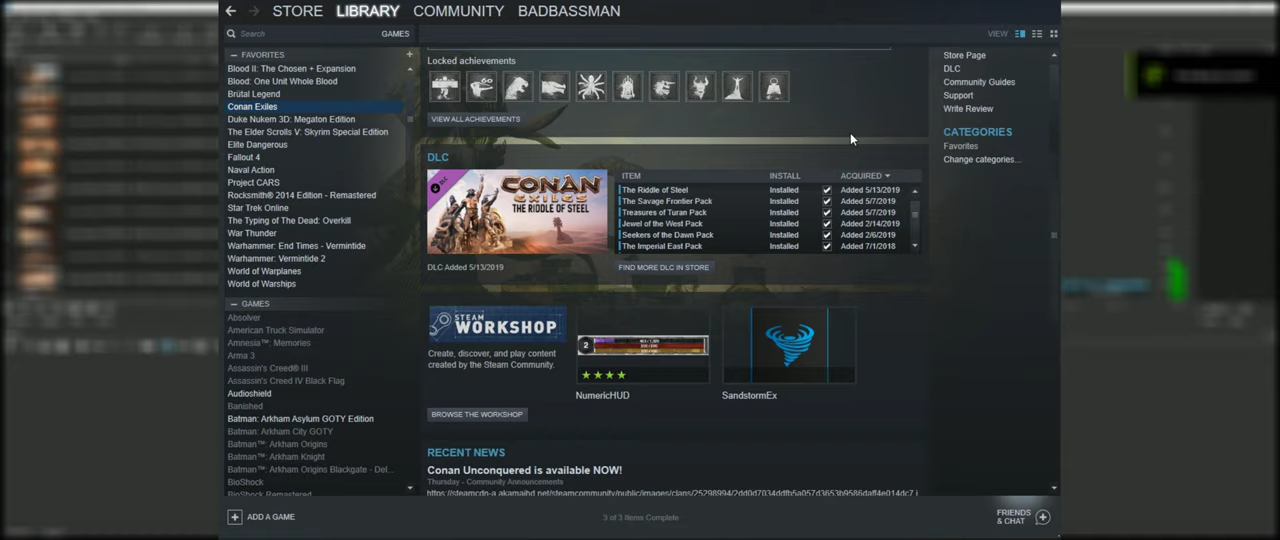 STORE LIBRARY COMMUNITY BADBASSMAN
Search GAMES VIEW
FAVORITES
Blood II: The Chosen + Expansion
Blood: One Unit Whole Blood
Brütal Legend
Conan Exiles
Duke Nukem 3D: Megaton Edition
The Elder Scrolls V: Skyrim Special Edition
Elite Dangerous
Fallout 4
Naval Action
Project CARS
Rocksmith® 2014 Edition - Remastered
Star Trek Online
The Typing of The Dead: Overkill
War Thunder
Warhammer: End Times - Vermintide
Warhammer: Vermintide 2
World of Warplanes
World of Warships
GAMES
Absolver
American Truck Simulator
Amnesia™: Memories
Arma 3
Assassin's Creed® III
Assassin's Creed IV Black Flag
Audioshield
Banished
Batman: Arkham Asylum GOTY Edition
Batman: Arkham City GOTY
Batman™: Arkham Origins
Batman™: Arkham Knight
Batman™: Arkham Origins Blackgate - Del...
BioShock
BioShock Remastered
Locked achievements
VIEW ALL ACHIEVEMENTS
DLC
DLC
CONAN
EXILES
THE RIDDLE OF STEEL
DLC Added 5/13/2019
ITEM INSTALL ACQUIRED
The Riddle of Steel Installed Added 5/13/2019
The Savage Frontier Pack Installed Added 5/7/2019
Treasures of Turan Pack Installed Added 5/7/2019
Jewel of the West Pack Installed Added 2/14/2019
Seekers of the Dawn Pack Installed Added 2/6/2019
The Imperial East Pack Installed Added 7/1/2018
FIND MORE DLC IN STORE
STEAM
WORKSHOP
Create, discover, and play content
created by the Steam Community.
BROWSE THE WORKSHOP
2
NumericHUD
SandstormEx
RECENT NEWS
Conan Unconquered is available NOW!
Thursday - Community Announcements
Store Page
DLC
Community Guides
Support
Write Review
CATEGORIES
Favorites
Change categories...
ADD A GAME
3 of 3 Items Complete
FRIENDS
& CHAT